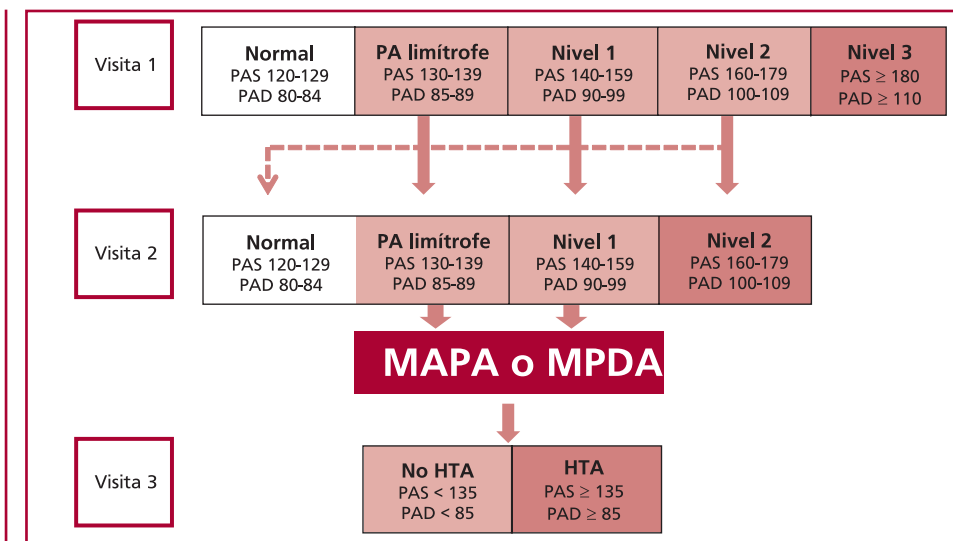 Visita 1
Normal
PAS 120-129
PAD 80-84
PA limítrofe
PAS 130-139
PAD 85-89
Nivel 1
PAS 140-159
PAD 90-99
Nivel 2
PAS 160-179
PAD 100-109
Nivel 3
PAS ≥ 180
PAD ≥ 110
Visita 2
Normal
PAS 120-129
PAD 80-84
PA limítrofe
PAS 130-139
PAD 85-89
Nivel 1
PAS 140-159
PAD 90-99
Nivel 2
PAS 160-179
PAD 100-109
MAPA o MPDA
Visita 3
No HTA
PAS < 135
PAD < 85
HTA
PAS ≥ 135
PAD ≥ 85